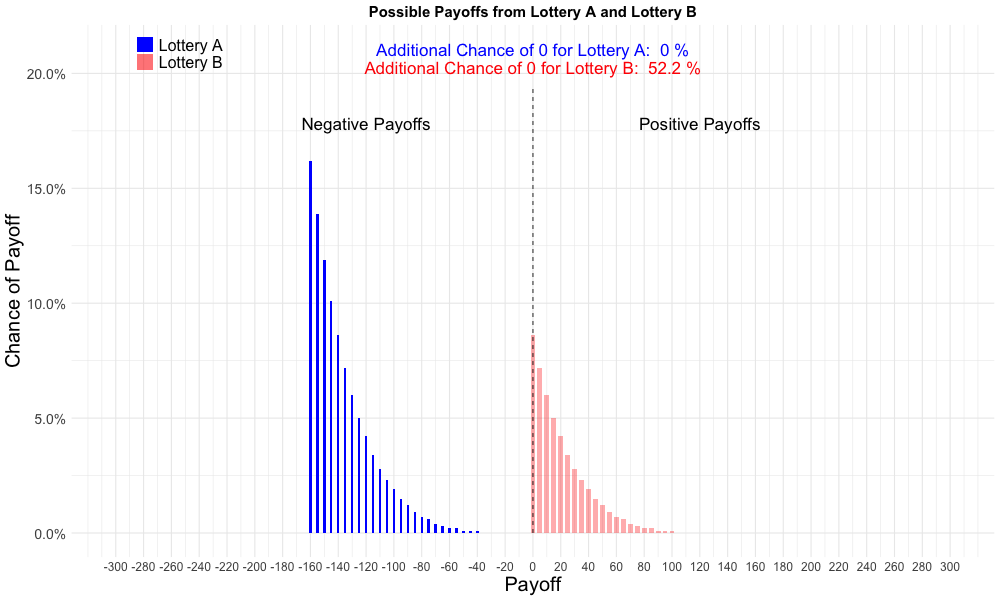 Possible Payoffs from Lottery A and Lottery B
Lottery A
Lottery B
Additional Chance of 0 for Lottery A:  0 %
Additional Chance of 0 for Lottery B:  52.2 %
Negative Payoffs
Positive Payoffs
Chance of Payoff
20.0%
15.0%
10.0%
5.0%
0.0%
-300 -280 -260 -240 -220 -200 -180 -160 -140 -120 -100 -80 -60 -40 -20 0 20 40 60 80 100 120 140 160 180 200 220 240 260 280 300
Payoff